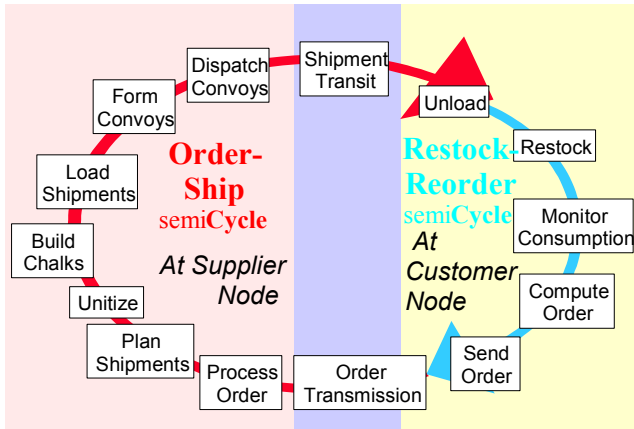 Dispatch
Convoys
Shipment
Transit
Form
Convoys
Unload
Order-
Ship
semiCycle
Restock-
Reorder
semiCycle
Restock
Load
Shipments
Monitor
Consumption
Build
Chalks
At Supplier
Node
At
Customer
Node
Unitize
Compute
Order
Plan
Shipments
Send
Order
Process
Order
Order
Transmission